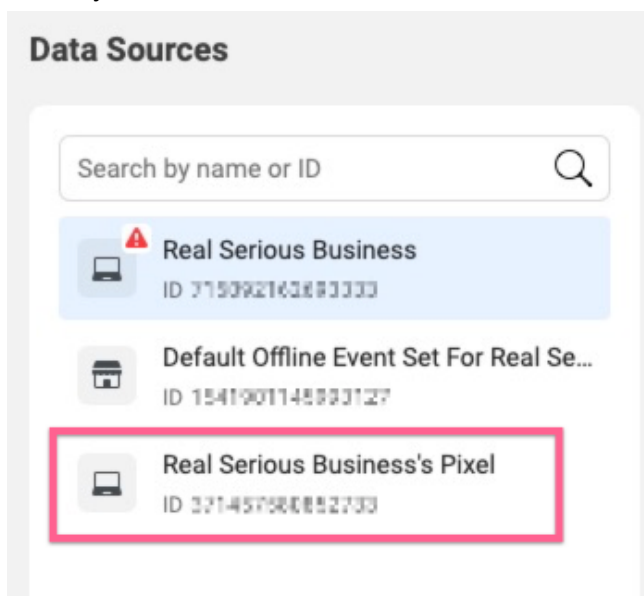 Data Sources
Search by name or ID
Real Serious Business
ID
Default Offline Event Set For Real Se...
ID
Real Serious Business's Pixel
ID